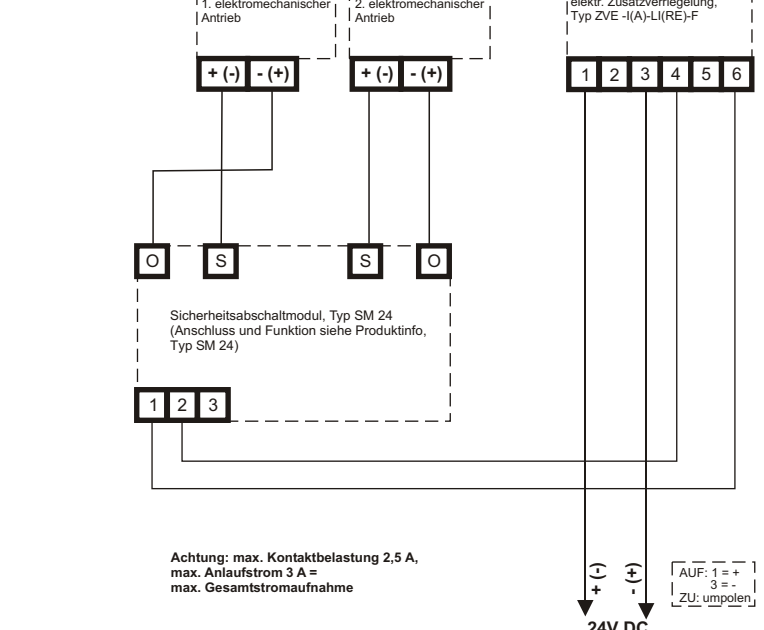 1. elektromechanischer
Antrieb
2. elektromechanischer
Antrieb
elektr. Zusatzverriegelung,
Typ ZVE -I(A)-LI(RE)-F
+ (-) - (+)
+ (-) - (+)
1 2 3 4 5 6
O S S O
Sicherheitsabschaltmodul, Typ SM 24
(Anschluss und Funktion siehe Produktinfo,
Typ SM 24)
1 2 3
Achtung: max. Kontaktbelastung 2,5 A,
max. Anlaufstrom 3 A =
max. Gesamtstromaufnahme
+ (-)
- (+)
AUF: 1 = +
3 = -
ZU: umpolen
24V DC